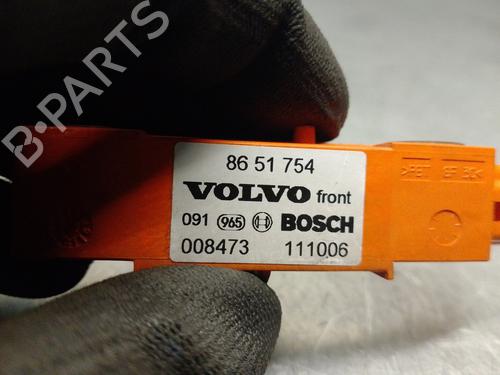 B-PARTS
86 51 754
VOLVO front
091 965 BOSCH
008473 111006